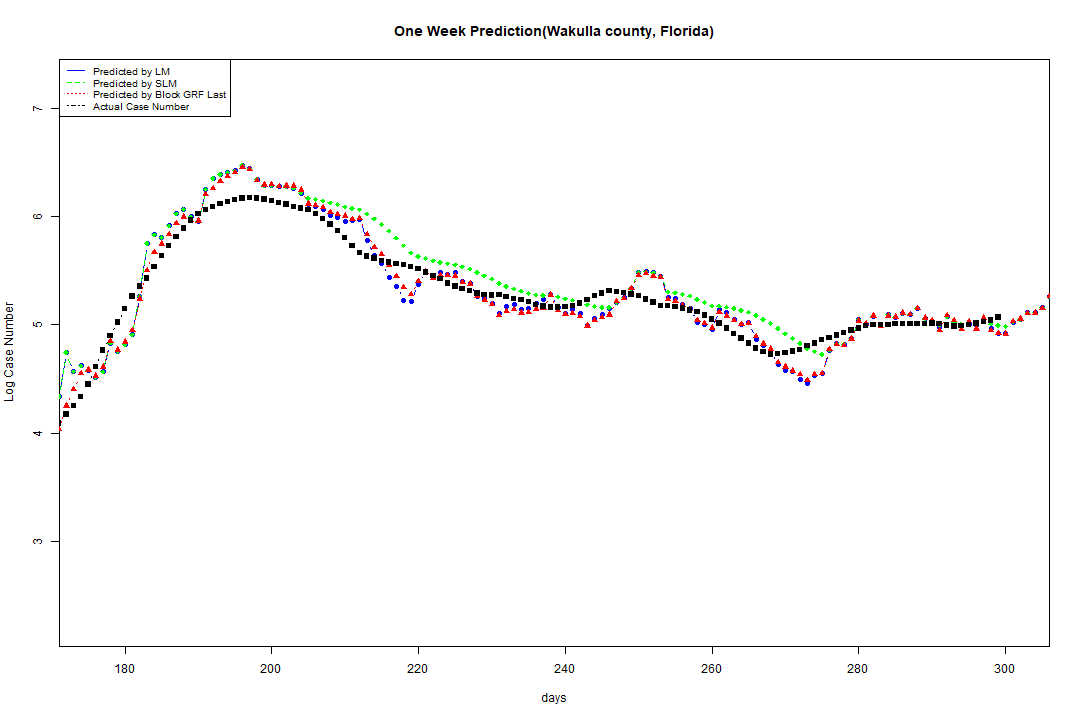 One Week Prediction(Wakulla county, Florida)
Predicted by LM
Predicted by SLM
Predicted by Block GRF Last
Actual Case Number
7
6
5
4
3
Log Case Number
180 200 220 240 260 280 300
days